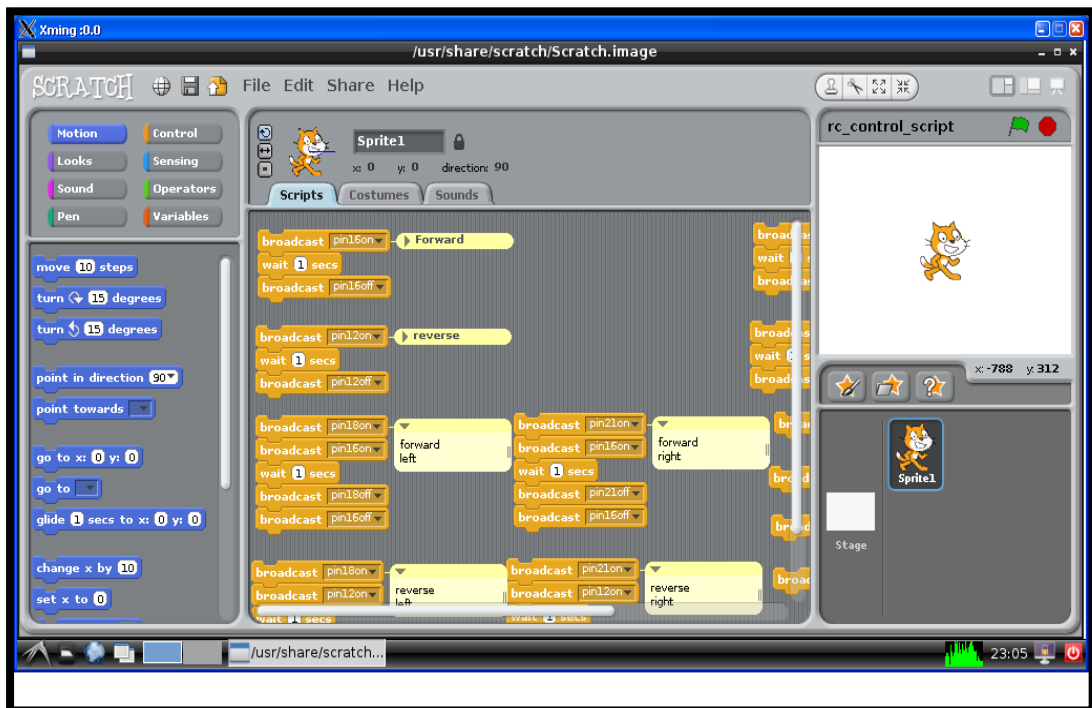 Xming :0.0
/usr/share/scratch/Scratch.image
SCRATCH File Edit Share Help
Motion Control
Looks Sensing
Sound Operators
Pen Variables
move 10 steps
turn 15 degrees
turn 15 degrees
point in direction 90
point towards
go to x: 0 y: 0
go to
glide 1 secs to x: 0 y: 0
change x by 10
set x to 0
Sprite1
x: 0 y: 0 direction: 90
Scripts Costumes Sounds
broadcast pin16on Forward
wait 1 secs
broadcast pin16off
broadcast pin12on reverse
wait 1 secs
broadcast pin12off
broadcast pin18on
broadcast pin16on
wait 1 secs
broadcast pin18off
broadcast pin16off
forward
left
broadcast pin21on
broadcast pin16on
wait 1 secs
broadcast pin21off
broadcast pin16off
forward
right
broadcast pin18on
broadcast pin12on
wait 1 secs
reverse
left
broadcast pin21on
broadcast pin12on
wait 1 secs
reverse
right
rc_control_script
x: -788 y: 312
Sprite1
Stage
/usr/share/scratch...
23:05